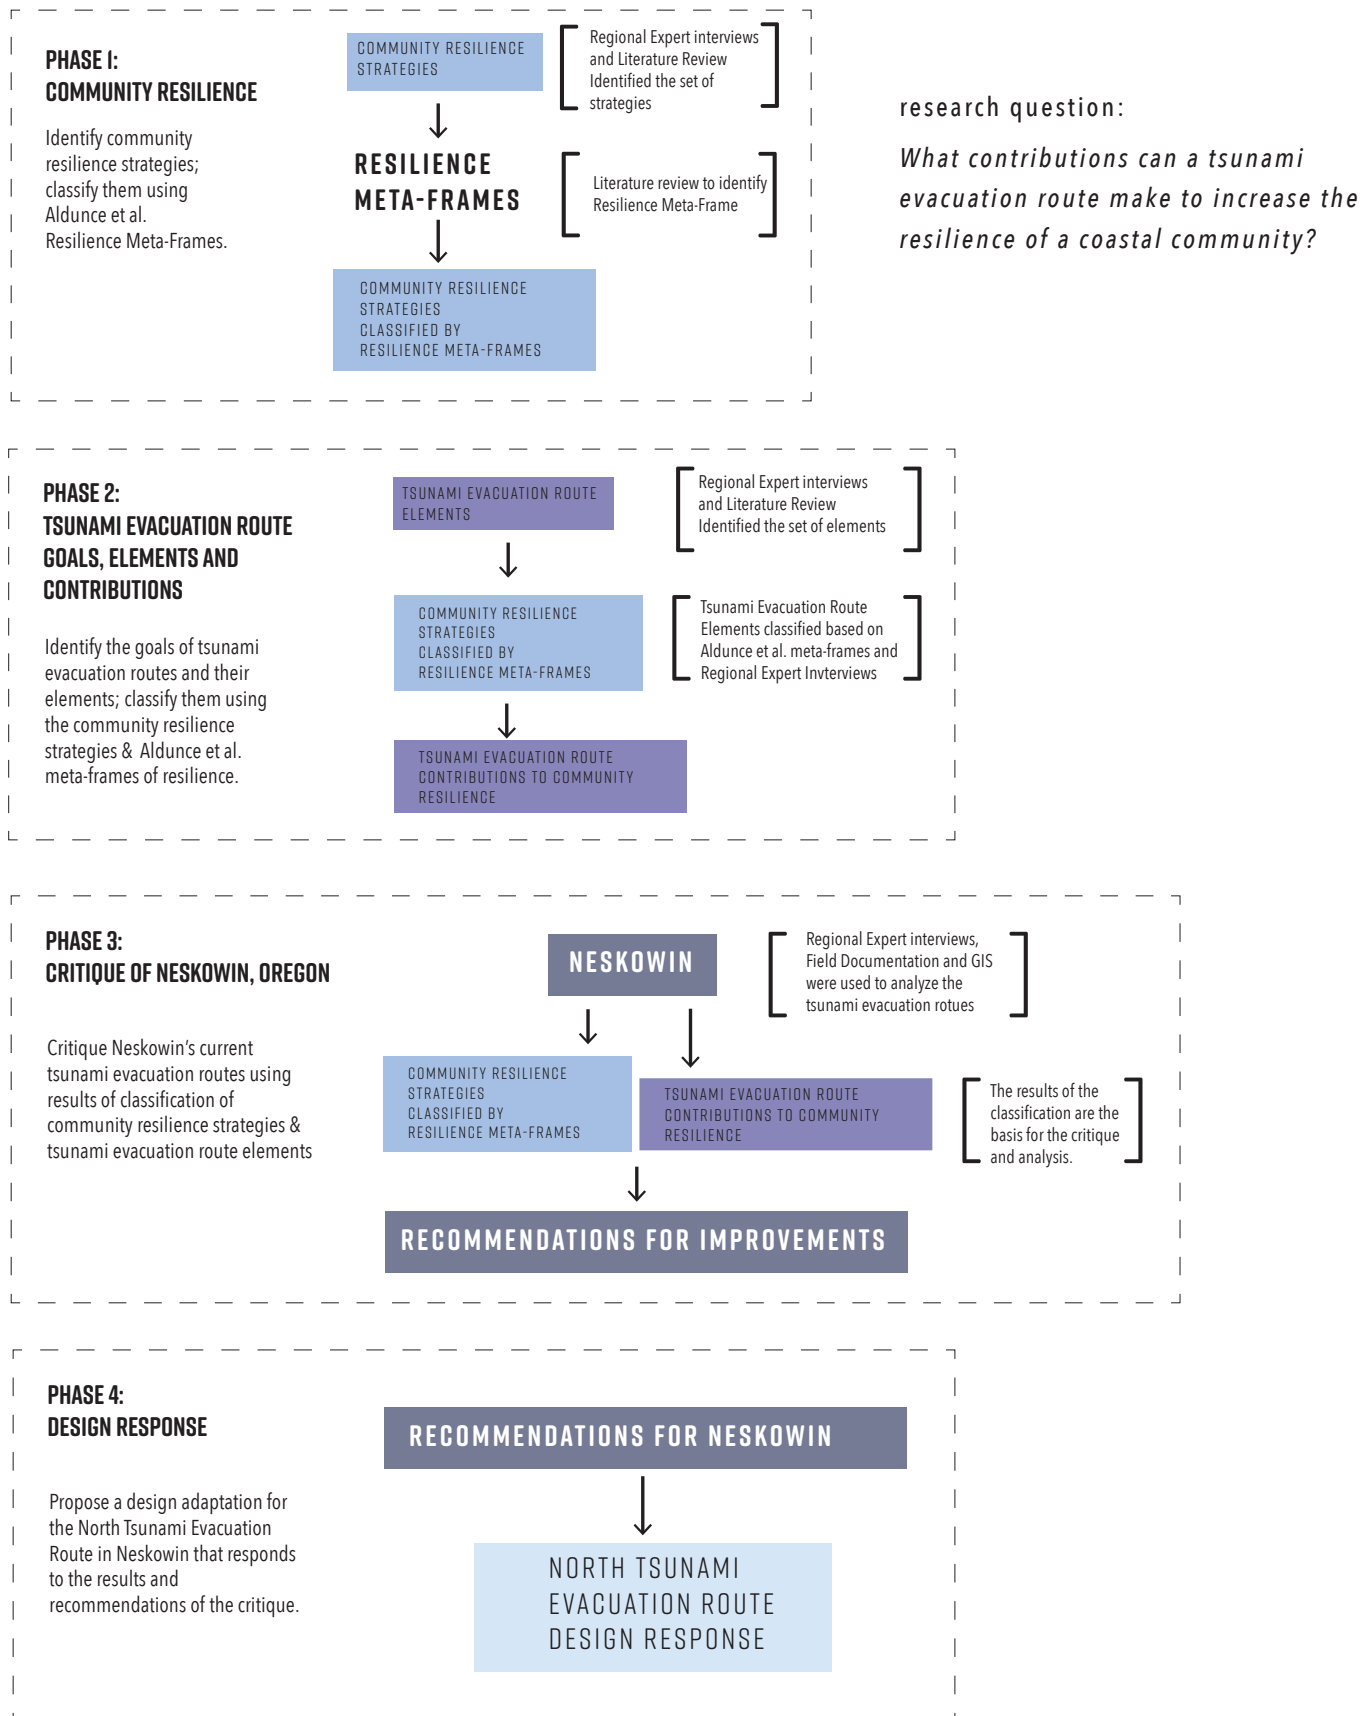 PHASE 1:
COMMUNITY RESILIENCE
Identify community
resilience strategies;
classify them using
Aldunce et al.
Resilience Meta-Frames.
COMMUNITY RESILIENCE
STRATEGIES
Regional Expert interviews
and Literature Review
Identified the set of
strategies
RESILIENCE
META-FRAMES
Literature review to identify
Resilience Meta-Frame
COMMUNITY RESILIENCE
STRATEGIES
CLASSIFIED BY
RESILIENCE META-FRAMES
research question:
What contributions can a tsunami
evacuation route make to increase the
resilience of a coastal community?
PHASE 2:
TSUNAMI EVACUATION ROUTE
GOALS, ELEMENTS AND
CONTRIBUTIONS
Identify the goals of tsunami
evacuation routes and their
elements; classify them using
the community resilience
strategies & Aldunce et al.
meta-frames of resilience.
TSUNAMI EVACUATION ROUTE
ELEMENTS
Regional Expert interviews
and Literature Review
Identified the set of elements
COMMUNITY RESILIENCE
STRATEGIES
CLASSIFIED BY
RESILIENCE META-FRAMES
Tsunami Evacuation Route
Elements classified based on
Aldunce et al. meta-frames and
Regional Expert Invterviews
TSUNAMI EVACUATION ROUTE
CONTRIBUTIONS TO COMMUNITY
RESILIENCE
PHASE 3:
CRITIQUE OF NESKOWIN, OREGON
Critique Neskowin's current
tsunami evacuation routes using
results of classification of
community resilience strategies &
tsunami evacuation route elements
NESKOWIN
Regional Expert interviews,
Field Documentation and GIS
were used to analyze the
tsunami evacuation rotues
COMMUNITY RESILIENCE
STRATEGIES
CLASSIFIED BY
RESILIENCE META-FRAMES
TSUNAMI EVACUATION ROUTE
CONTRIBUTIONS TO COMMUNITY
RESILIENCE
The results of the
classification are the
basis for the critique
and analysis.
RECOMMENDATIONS FOR IMPROVEMENTS
PHASE 4:
DESIGN RESPONSE
Propose a design adaptation for
the North Tsunami Evacuation
Route in Neskowin that responds
to the results and
recommendations of the critique.
RECOMMENDATIONS FOR NESKOWIN
NORTH TSUNAMI
EVACUATION ROUTE
DESIGN RESPONSE